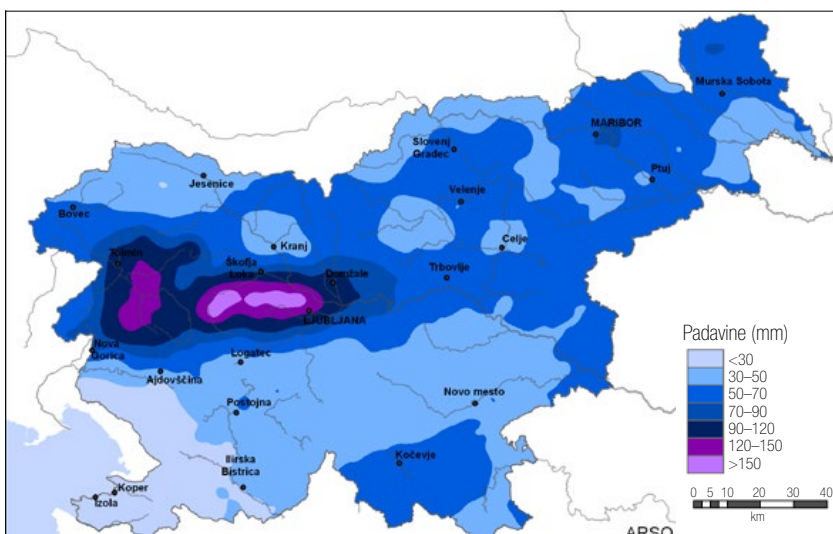 Murska Sobota
MARIBOR
Slovenj
Gradec
Ptuj
Jesenice
Velenje
Bovec
Celje
Kranj
Tolmin
Škofja
Loka
Domžale
Trbovlje
LJUBLJANA
Nova
Gorica
Logatec
Ajdovščina
Novo mesto
Postojna
Kočevje
Ilirska
Bistrica
Koper
Izola
Padavine (mm)
<30
30–50
50–70
70–90
90–120
120–150
>150
0 5 10 20 30 40
km
ARSO